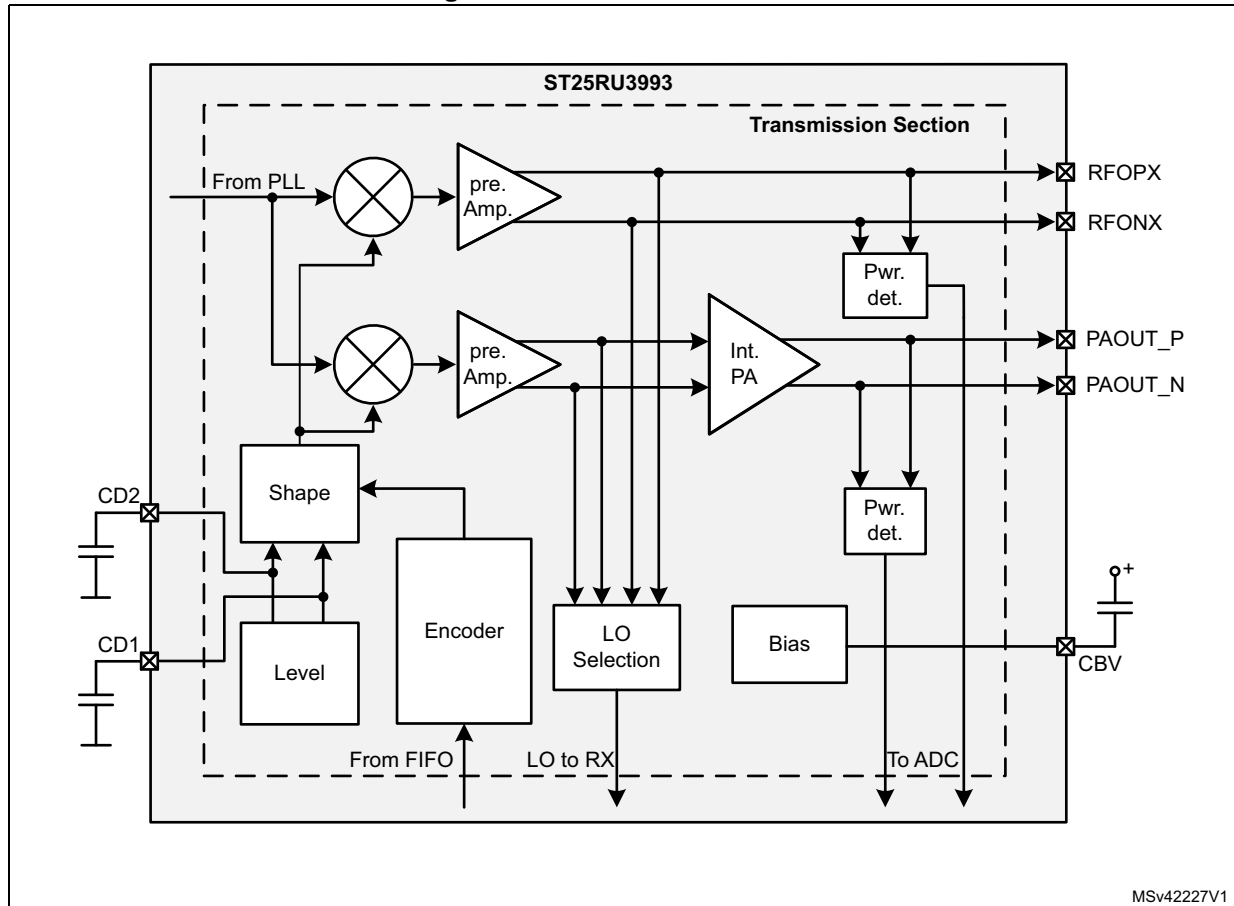 ST25RU3993
Transmission Section
From PLL
pre.
Amp.
RFOPX
RFONX
Pwr.
det.
pre.
Amp.
Int.
PA
PAOUT_P
PAOUT_N
CD2
Shape
Pwr.
det.
+
CD1
Level
Encoder
LO
Selection
Bias
CBV
From FIFO
LO to RX
To ADC
MSv42227V1